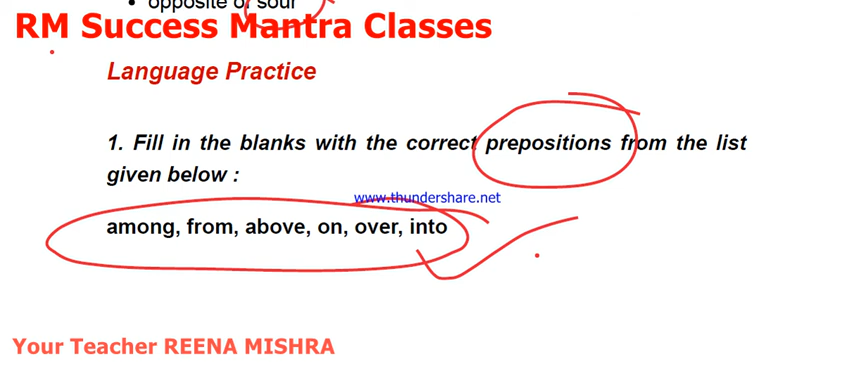 • opposite of sour
RM Success Mantra Classes
Language Practice
1. Fill in the blanks with the correct prepositions from the list
given below :
www.thundershare.net
among, from, above, on, over, into
Your Teacher REENA MISHRA